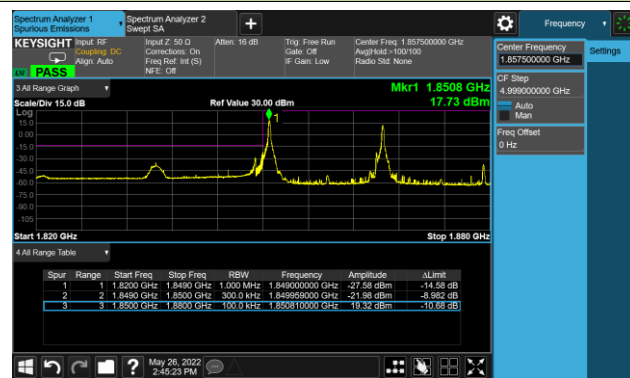 Spectrum Analyzer 1
Spurious Emissions
Spectrum Analyzer 2
Swept SA
Frequency
KEYSIGHT
Input: RF
Coupling: DC
Align: Auto
Input Z: 50 Ω
Corrections: On
Freq Ref: Int (S)
NFE: Off
Atten: 16 dB
Trig: Free Run
Gate: Off
IF Gain: Low
Center Freq: 1.857500000 GHz
Avg|Hold:>100/100
Radio Std: None
PASS
Center Frequency
1.857500000 GHz
Settings
CF Step
4.999000000 GHz
Auto
Man
Freq Offset
0 Hz
3 All Range Graph
Mkr1 1.8508 GHz
17.73 dBm
Scale/Div 15.0 dB
Ref Value 30.00 dBm
Log
15.0
0.00
-15.0
-30.0
-45.0
-60.0
-75.0
-90.0
-105
1
Start 1.820 GHz
Stop 1.880 GHz
4 All Range Table
Spur Range Start Freq Stop Freq RBW Frequency Amplitude ΔLimit
1 1 1.8200 GHz 1.8490 GHz 1.000 MHz 1.849000000 GHz -27.58 dBm -14.58 dB
2 2 1.8490 GHz 1.8500 GHz 300.0 kHz 1.849959000 GHz -21.98 dBm -8.982 dB
3 3 1.8500 GHz 1.8800 GHz 100.0 kHz 1.850810000 GHz 19.32 dBm -10.68 dB
May 26, 2022
2:45:23 PM